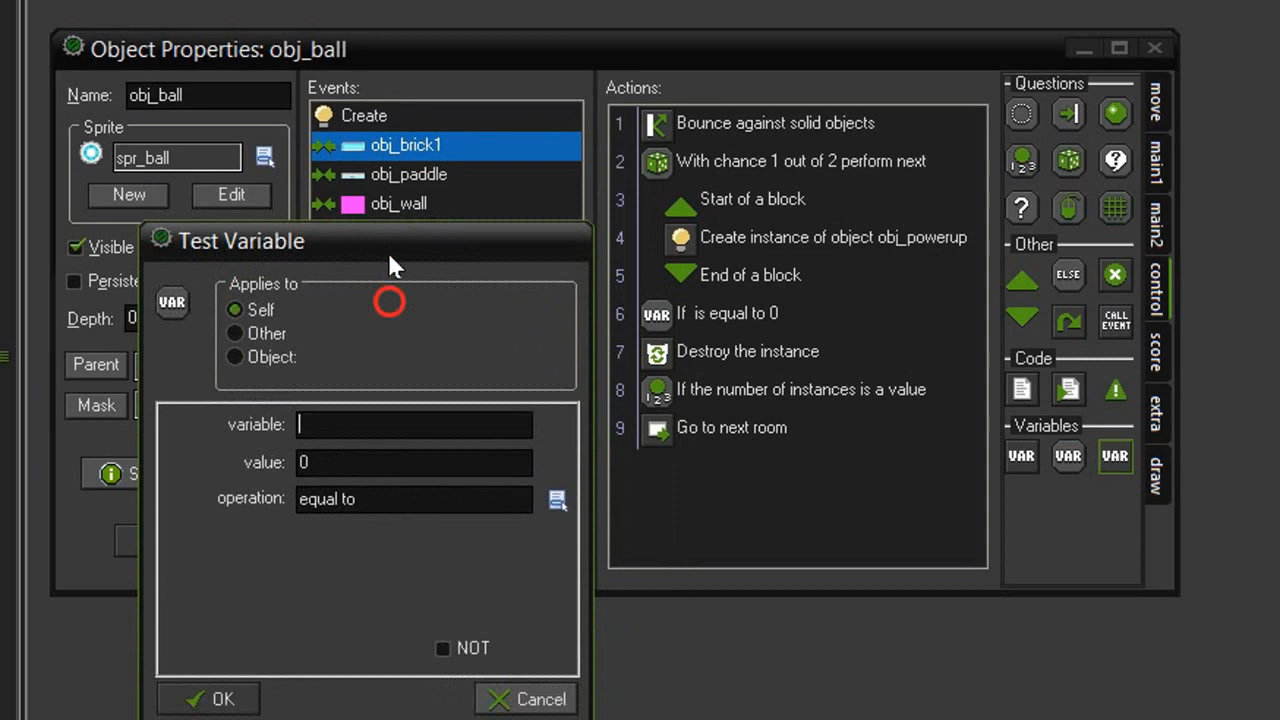 Object Properties: obj_ball
Name: obj_ball
Sprite
spr_ball
New Edit
Visible
Persiste
Depth: 0
Parent
Mask
Events:
Create
obj_brick1
obj_paddle
obj_wall
Actions:
1 Bounce against solid objects
2 With chance 1 out of 2 perform next
3 Start of a block
4 Create instance of object obj_powerup
5 End of a block
6 VAR If is equal to 0
7 Destroy the instance
8 If the number of instances is a value
9 Go to next room
Questions
Other
ELSE
CALL EVENT
Code
Variables
VAR VAR VAR
move
main1
main2
control
score
extra
draw
Test Variable
VAR
Applies to
Self
Other
Object:
variable:
value: 0
operation: equal to
NOT
OK Cancel